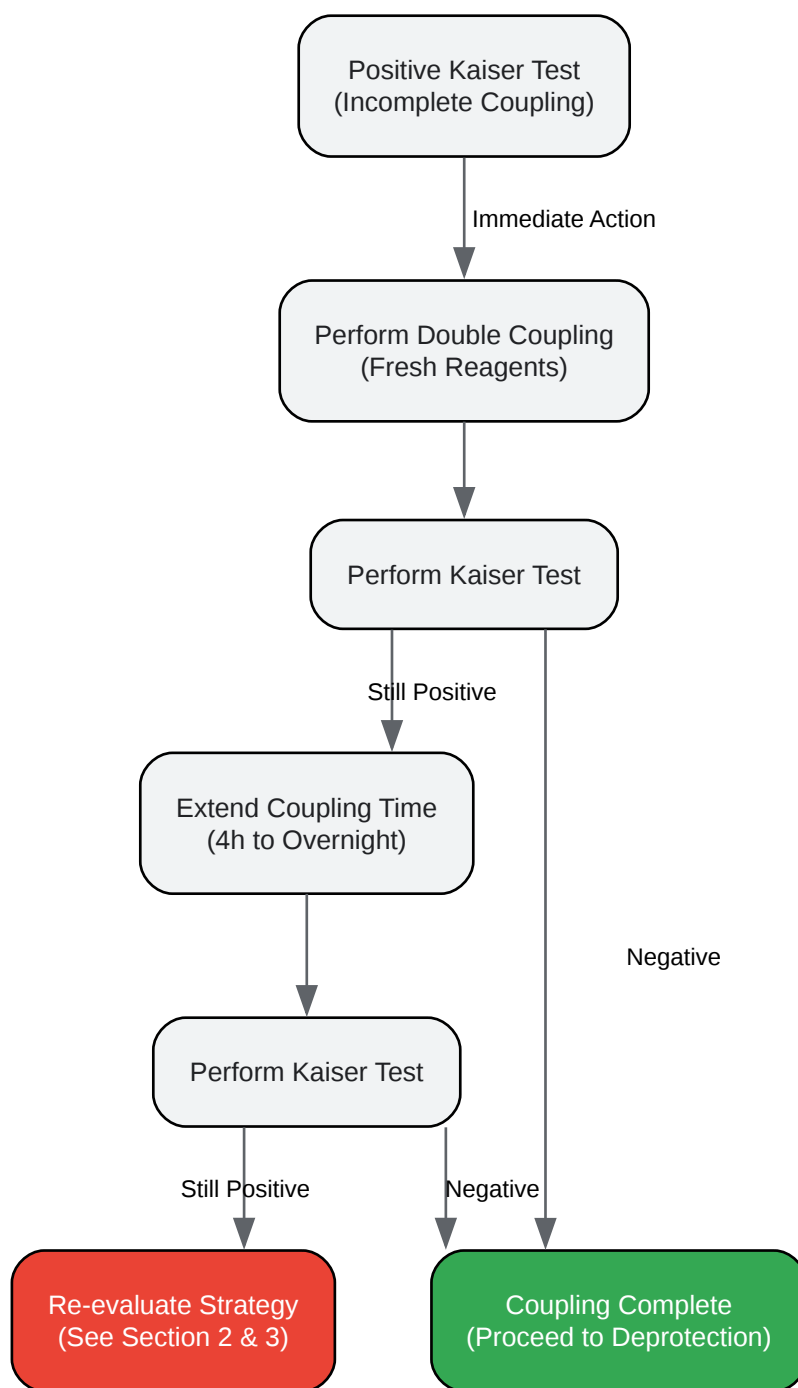 Positive Kaiser Test
(Incomplete Coupling)
Immediate Action
Perform Double Coupling
(Fresh Reagents)
Perform Kaiser Test
Still Positive
Extend Coupling Time
(4h to Overnight)
Negative
Perform Kaiser Test
Still Positive
Negative
Re-evaluate Strategy
(See Section 2 & 3)
Coupling Complete
(Proceed to Deprotection)